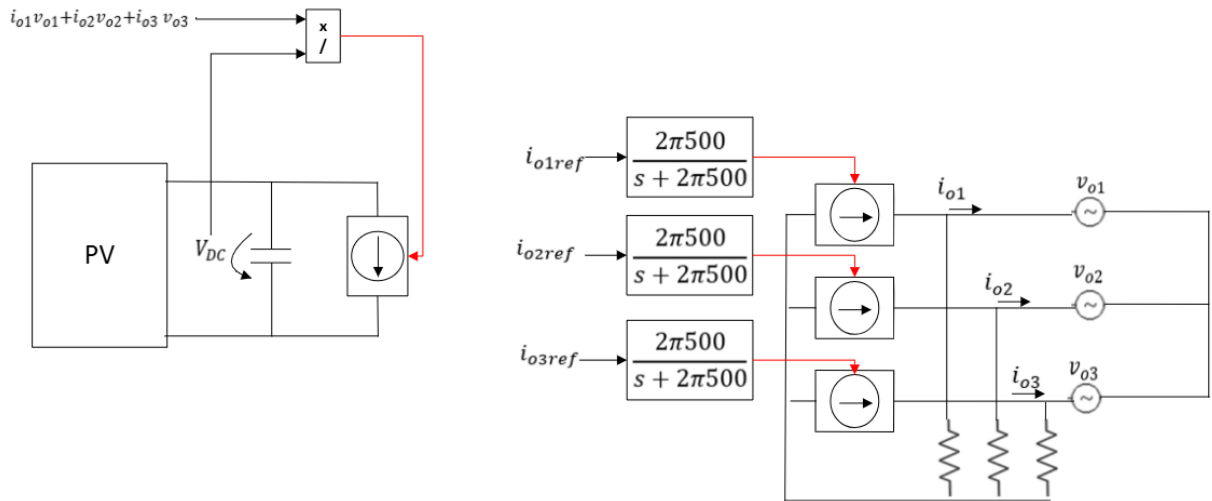 i_{o1}v_{o1}+i_{o2}v_{o2}+i_{o3} v_{o3}
x
/
PV
V_{DC}
i_{o1ref}
2π500
s + 2π500
i_{o2ref}
2π500
s + 2π500
i_{o3ref}
2π500
s + 2π500
i_{o1}
v_{o1}
~
i_{o2}
v_{o2}
~
i_{o3}
v_{o3}
~